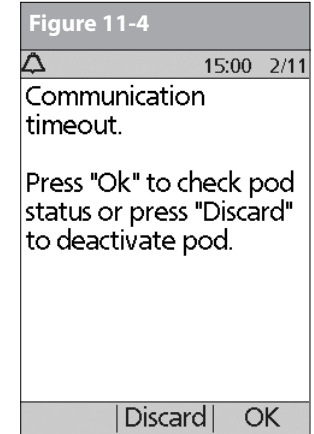 Figure 11-4
15:00 2/11
Communication
timeout.
Press "Ok" to check pod
status or press "Discard"
to deactivate pod.
Discard OK